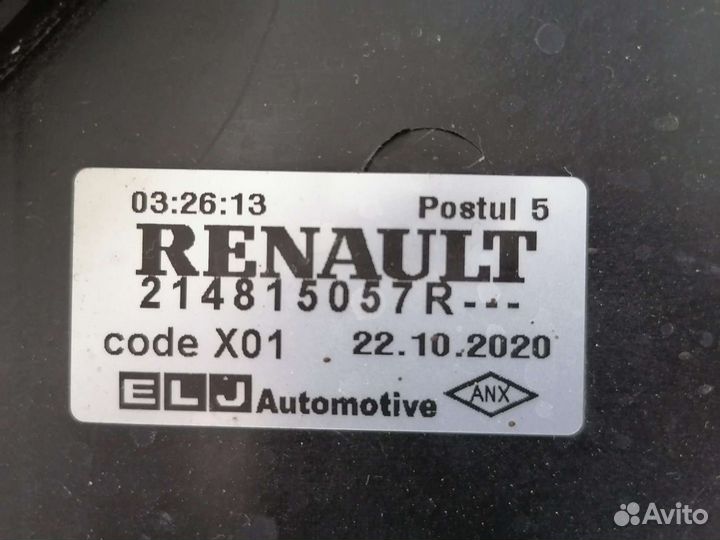 03:26:13 Postul 5
RENAULT
214815057R---
code X01 22.10.2020
ELJ Automotive ANX
Avito